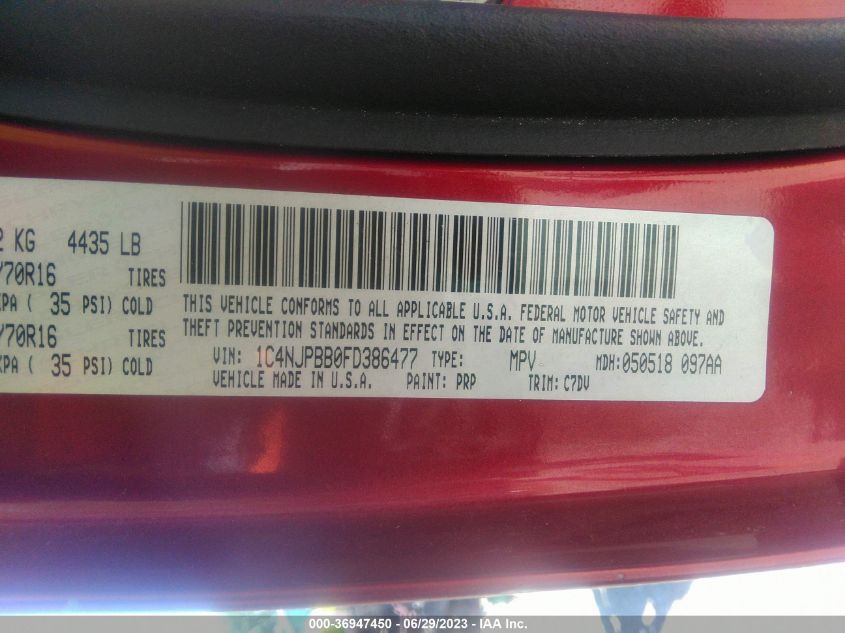 2 KG 4435 LB
/70R16 TIRES
KPA ( 35 PSI) COLD
/70R16 TIRES
KPA ( 35 PSI) COLD
THIS VEHICLE CONFORMS TO ALL APPLICABLE U.S.A. FEDERAL MOTOR VEHICLE SAFETY AND
THEFT PREVENTION STANDARDS IN EFFECT ON THE DATE OF MANUFACTURE SHOWN ABOVE.
VIN: 1C4NJPBB0FD386477 TYPE: MPV MDH:050518 097AA
VEHICLE MADE IN U.S.A. PAINT: PRP TRIM: C7DV
000-36947450 - 06/29/2023 - IAA Inc.